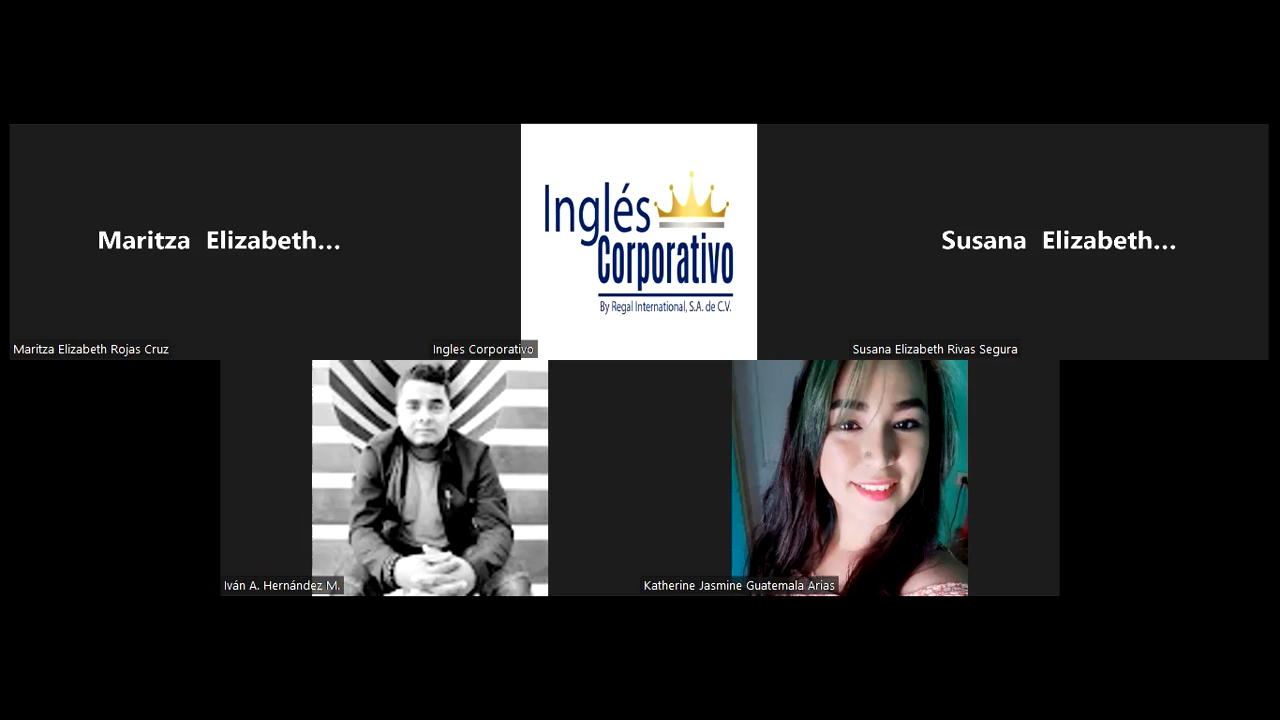 Maritza Elizabeth...
Inglés
Corporativo
By Regal International, S.A. de C.V.
Susana Elizabeth...
Maritza Elizabeth Rojas Cruz
Ingles Corporativo
Susana Elizabeth Rivas Segura
Iván A. Hernández M.
Katherine Jasmine Guatemala Arias